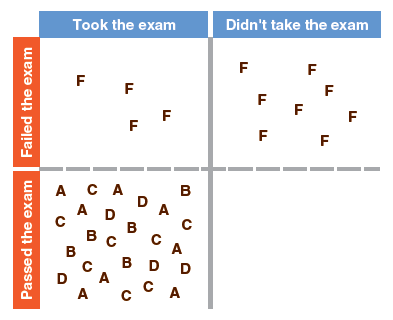 Took the exam
Didn't take the exam
Failed the exam
F F
F F
F F
F F
F F
F F
Passed the exam
A C A D B
A D A
C B C
B C C
B A
C B D D
D A C
A C A